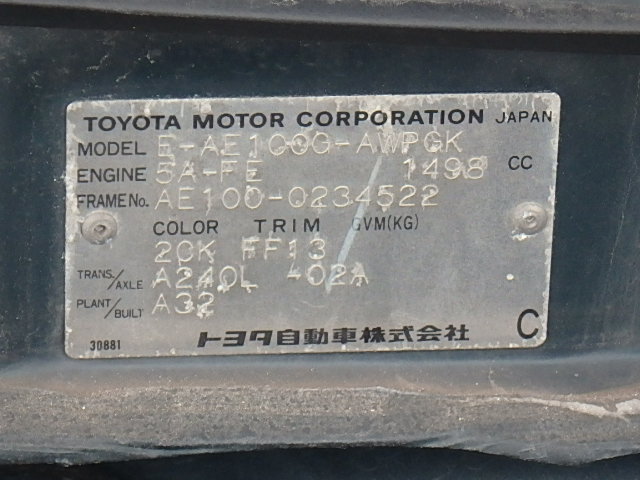 TOYOTA MOTOR CORPORATION JAPAN
MODEL E-AE100G-AWPGK
ENGINE 5A-FE 1498 CC
FRAME No. AE100-0234522
COLOR TRIM GVM(KG)
2CK FF13
TRANS./AXLE A240L -02A
PLANT/BUILT A32
30881 トヨタ自動車株式会社 C